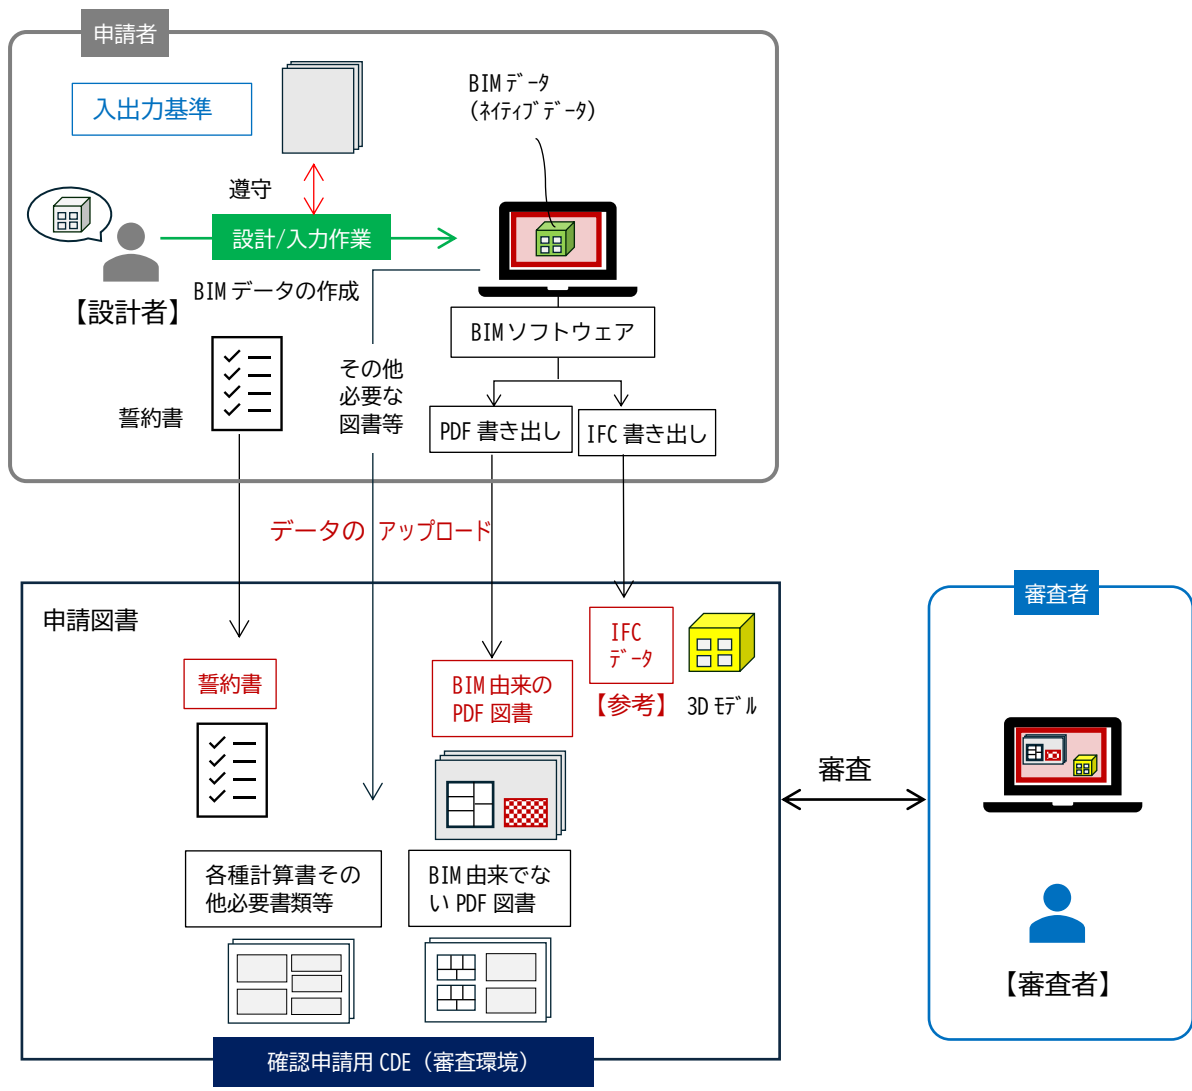 申請者
入出力基準
BIMデータ
(ネイティブデータ)
遵守
設計/入力作業
BIMデータの作成
【設計者】
BIMソフトウェア
その他
必要な
図書等
誓約書
PDF書き出し
IFC書き出し
データの アップロード
申請図書
審査者
IFC
データ
【参考】
3Dモデル
誓約書
BIM由来の
PDF図書
審査
各種計算書その
他必要書類等
BIM由来でな
いPDF図書
【審査者】
確認申請用CDE（審査環境）